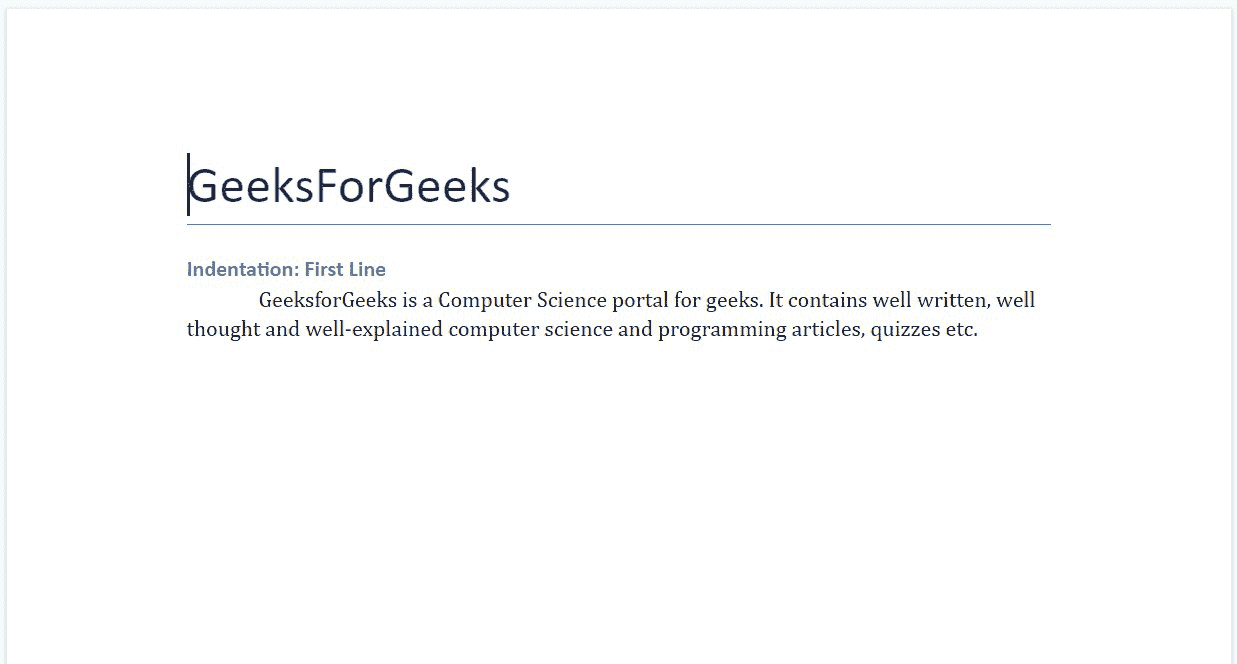 GeeksForGeeks
Indentation: First Line
GeeksforGeeks is a Computer Science portal for geeks. It contains well written, well
thought and well-explained computer science and programming articles, quizzes etc.